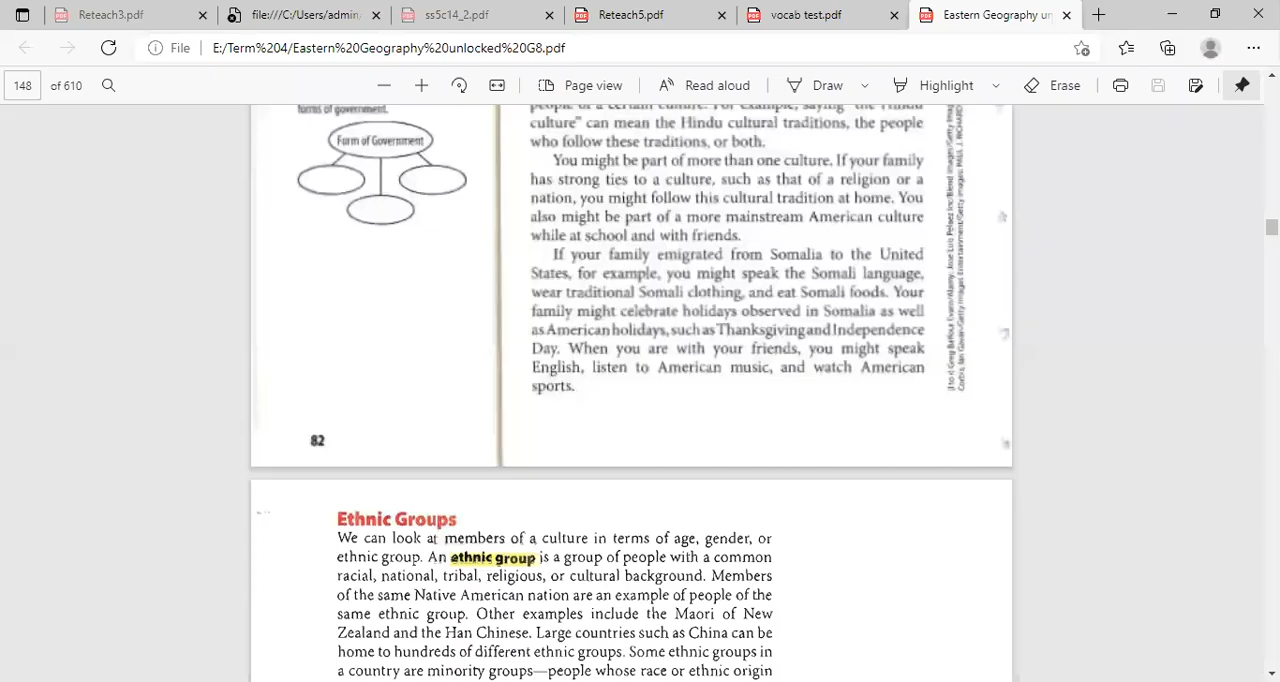 Reteach3.pdf
file:///C:/Users/admin/
ss5c14_2.pdf
Reteach5.pdf
vocab test.pdf
Eastern Geography un
File
E:/Term%204/Eastern%20Geography%20unlocked%20G8.pdf
148
of 610
Page view
Read aloud
Draw
Highlight
Erase
forms of government.
Form of Government
82
people of a certain culture. For example, saying "the Hindu
culture" can mean the Hindu cultural traditions, the people
who follow these traditions, or both.
You might be part of more than one culture. If your family
has strong ties to a culture, such as that of a religion or a
nation, you might follow this cultural tradition at home. You
also might be part of a more mainstream American culture
while at school and with friends.
If your family emigrated from Somalia to the United
States, for example, you might speak the Somali language,
wear traditional Somali clothing, and eat Somali foods. Your
family might celebrate holidays observed in Somalia as well
as American holidays, such as Thanksgiving and Independence
Day. When you are with your friends, you might speak
English, listen to American music, and watch American
sports.
Ethnic Groups
We can look at members of a culture in terms of age, gender, or
ethnic group. An ethnic group is a group of people with a common
racial, national, tribal, religious, or cultural background. Members
of the same Native American nation are an example of people of the
same ethnic group. Other examples include the Maori of New
Zealand and the Han Chinese. Large countries such as China can be
home to hundreds of different ethnic groups. Some ethnic groups in
a country are minority groups—people whose race or ethnic origin